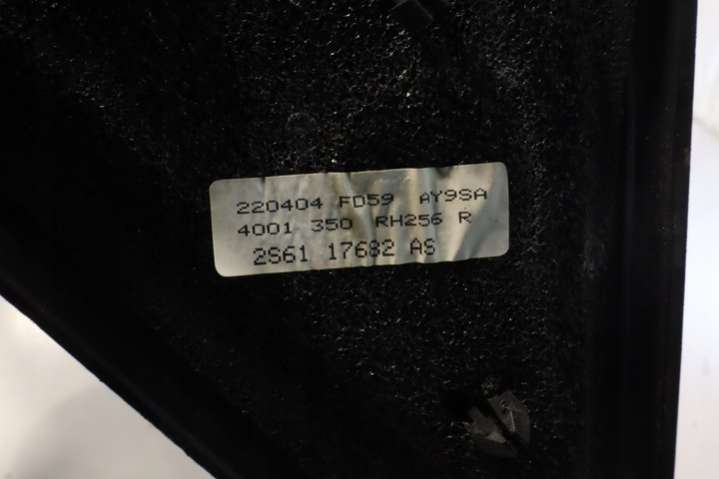 220404 FD59 AY9SA
4001 350 RH256 R
2S61 17682 AS